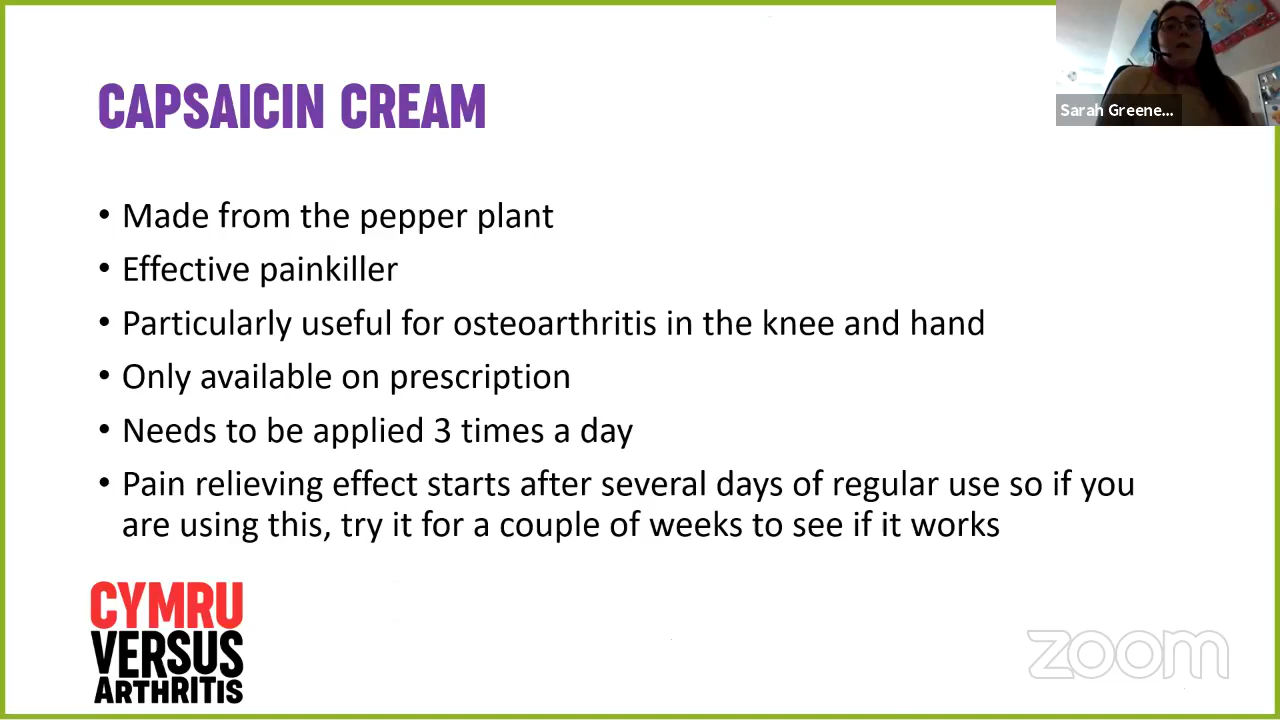 CAPSAICIN CREAM
Sarah Greene...
• Made from the pepper plant
• Effective painkiller
• Particularly useful for osteoarthritis in the knee and hand
• Only available on prescription
• Needs to be applied 3 times a day
• Pain relieving effect starts after several days of regular use so if you
are using this, try it for a couple of weeks to see if it works
CYMRU
VERSUS
ARTHRITIS
zoom